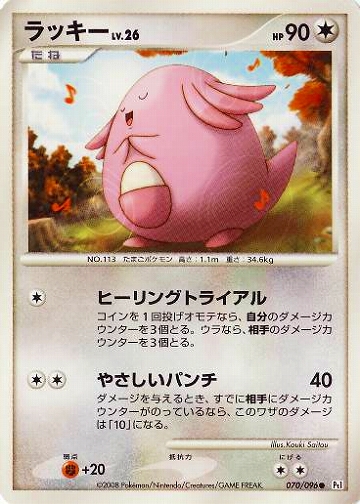 ラッキー LV.26 HP 90
たね
NO.113 たまごポケモン 高さ：1.1m 重さ：34.6kg
ヒーリングトライアル
コインを1回投げオモテなら、自分のダメージカ
ウンターを3個とる。ウラなら、相手のダメージカ
ウンターを3個とる。
やさしいパンチ 40
ダメージを与えるとき、すでに相手にダメージカ
ウンターがのっているなら、このワザのダメージ
は「10」になる。
Illus.Kouki Saitou
弱点 抵抗力 にげる
+20
©2008 Pokémon/Nintendo/Creatures/GAME FREAK. 070/096 Pt1